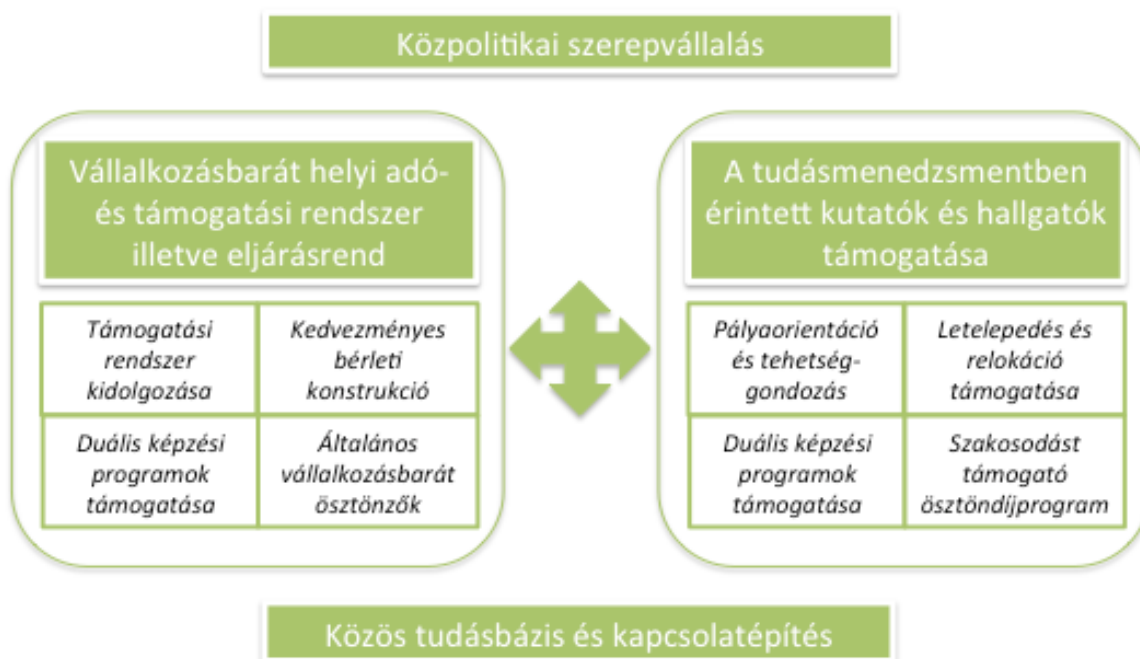 Közpolitikai szerepvállalás
Vállalkozásbarát helyi adó-
és támogatási rendszer
illetve eljárásrend
Támogatási
rendszer
kidolgozása
Kedvezményes
bérleti
konstrukció
Duális képzési
programok
támogatása
Általános
vállalkozásbarát
ösztönzők
A tudásmenedzsmentben
érintett kutatók és hallgatók
támogatása
Pályaorientáció
és tehetség-
gondozás
Letelepedés és
relokáció
támogatása
Duális képzési
programok
támogatása
Szakosodást
támogató
ösztöndíjprogram
Közös tudásbázis és kapcsolatépítés